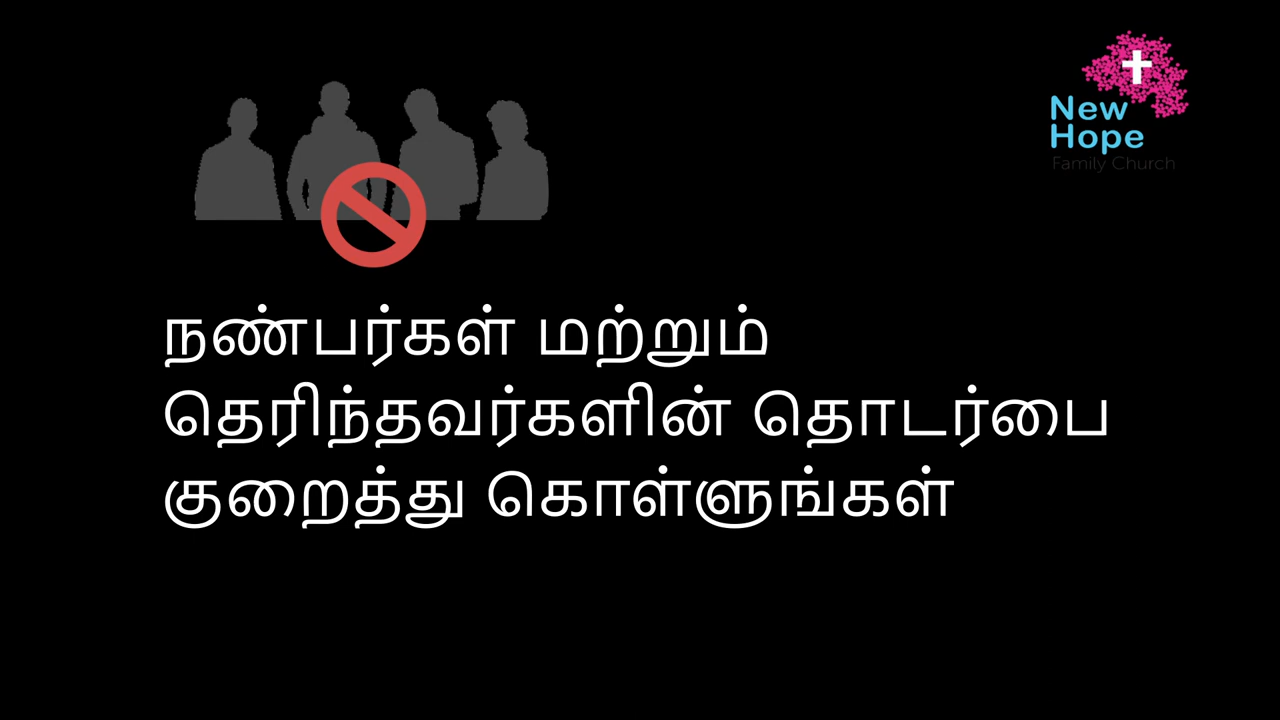 New
Hope
Family Church
நண்பர்கள் மற்றும்
தெரிந்தவர்களின் தொடர்பை
குறைத்து கொள்ளுங்கள்